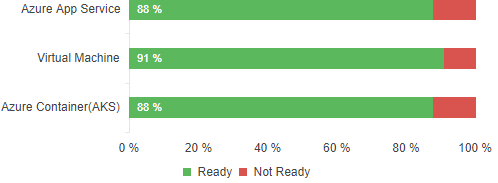 Azure App Service 88 %
Virtual Machine 91 %
Azure Container(AKS) 88 %
0 % 20 % 40 % 60 % 80 % 100 %
Ready Not Ready